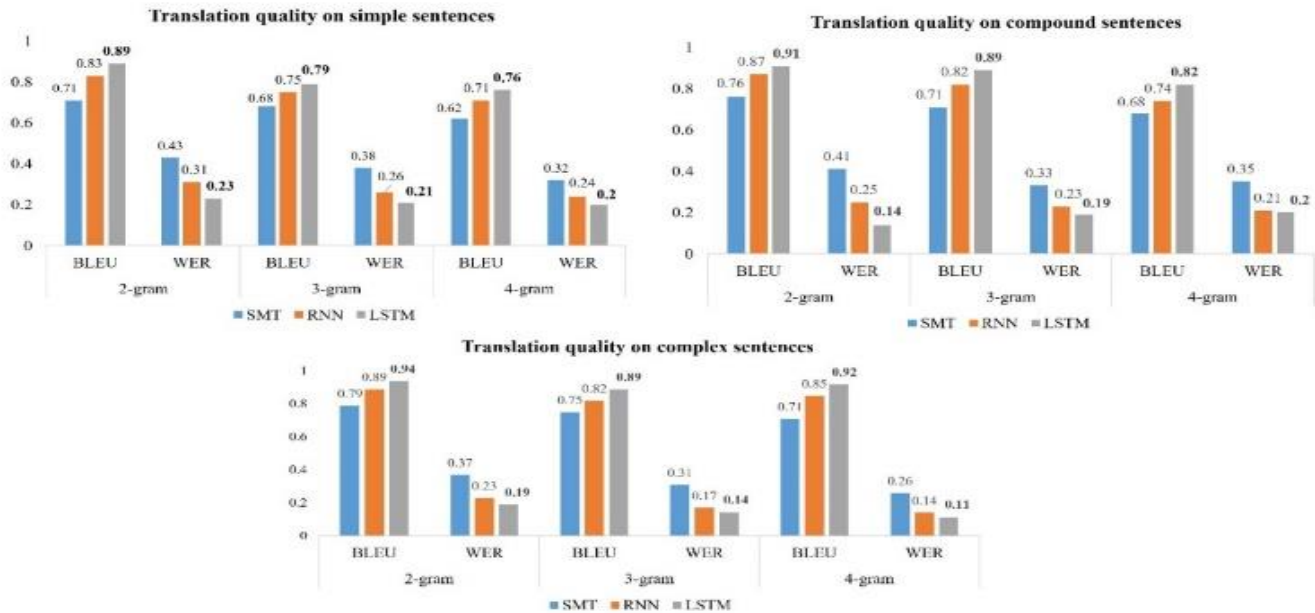 Translation quality on simple sentences
1
0.8
0.6
0.4
0.2
0
0.71 0.83 0.89
0.43 0.31 0.23
0.68 0.75 0.79
0.38 0.26 0.21
0.62 0.71 0.76
0.32 0.24 0.2
BLEU WER BLEU WER BLEU WER
2-gram 3-gram 4-gram
SMT RNN LSTM
Translation quality on compound sentences
1
0.8
0.6
0.4
0.2
0
0.76 0.87 0.91
0.41 0.25 0.14
0.71 0.82 0.89
0.33 0.23 0.19
0.68 0.74 0.82
0.35 0.21 0.2
BLEU WER BLEU WER BLEU WER
2-gram 3-gram 4-gram
SMT RNN LSTM
Translation quality on complex sentences
1
0.8
0.6
0.4
0.2
0
0.79 0.89 0.94
0.37 0.23 0.19
0.75 0.82 0.89
0.31 0.17 0.14
0.71 0.85 0.92
0.26 0.14 0.11
BLEU WER BLEU WER BLEU WER
2-gram 3-gram 4-gram
SMT RNN LSTM